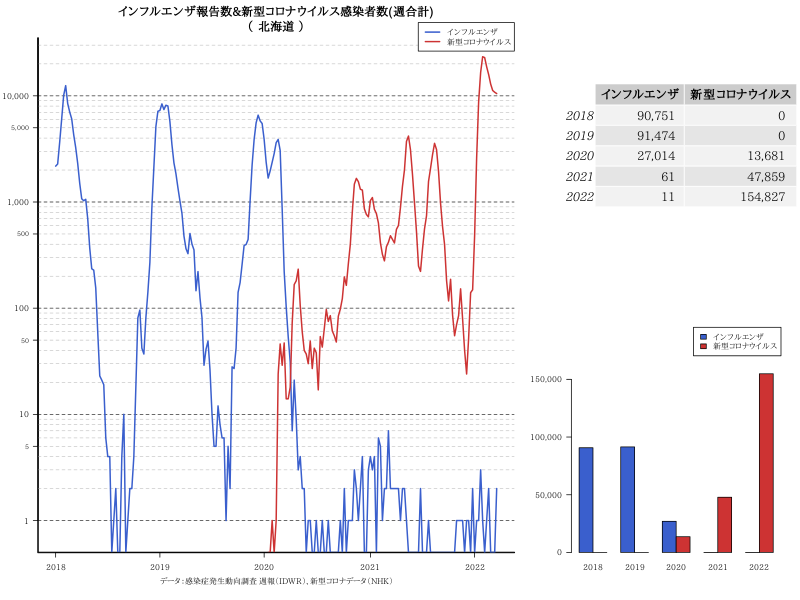 インフルエンザ報告数&新型コロナウイルス感染者数(週合計)
( 北海道 )
インフルエンザ
新型コロナウイルス
10,000
5,000
1,000
500
100
50
10
5
1
2018 2019 2020 2021 2022
データ：感染症発生動向調査 週報(IDWR)、新型コロナデータ(NHK)
インフルエンザ 新型コロナウイルス
2018 90,751 0
2019 91,474 0
2020 27,014 13,681
2021 61 47,859
2022 11 154,827
インフルエンザ
新型コロナウイルス
150,000
100,000
50,000
0
2018 2019 2020 2021 2022